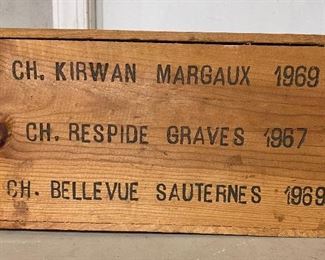 CH. KIRWAN MARGAUX 1969
CH. RESPIDE GRAVES 1967
CH. BELLEVUE SAUTERNES 1969